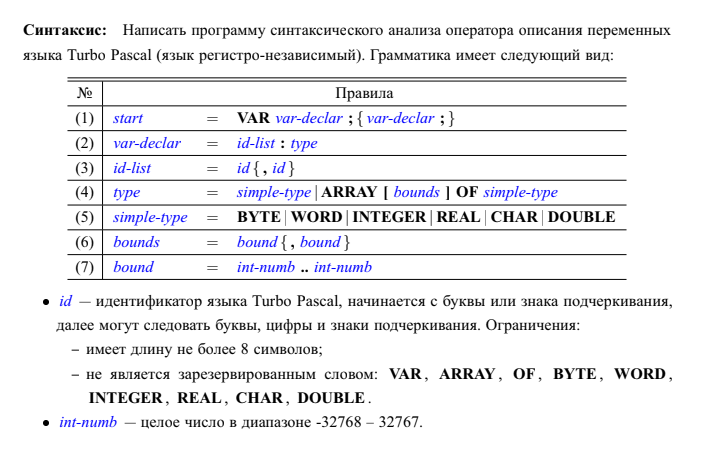 Синтаксис: Написать программу синтаксического анализа оператора описания переменных
языка Turbo Pascal (язык регистро-независимый). Грамматика имеет следующий вид:
№ Правила
(1) start = VAR var-declar ; { var-declar ; }
(2) var-declar = id-list : type
(3) id-list = id { , id }
(4) type = simple-type | ARRAY [ bounds ] OF simple-type
(5) simple-type = BYTE | WORD | INTEGER | REAL | CHAR | DOUBLE
(6) bounds = bound { , bound }
(7) bound = int-numb .. int-numb
• id — идентификатор языка Turbo Pascal, начинается с буквы или знака подчеркивания,
далее могут следовать буквы, цифры и знаки подчеркивания. Ограничения:
– имеет длину не более 8 символов;
– не является зарезервированным словом: VAR, ARRAY, OF, BYTE, WORD,
INTEGER, REAL, CHAR, DOUBLE.
• int-numb — целое число в диапазоне -32768 – 32767.